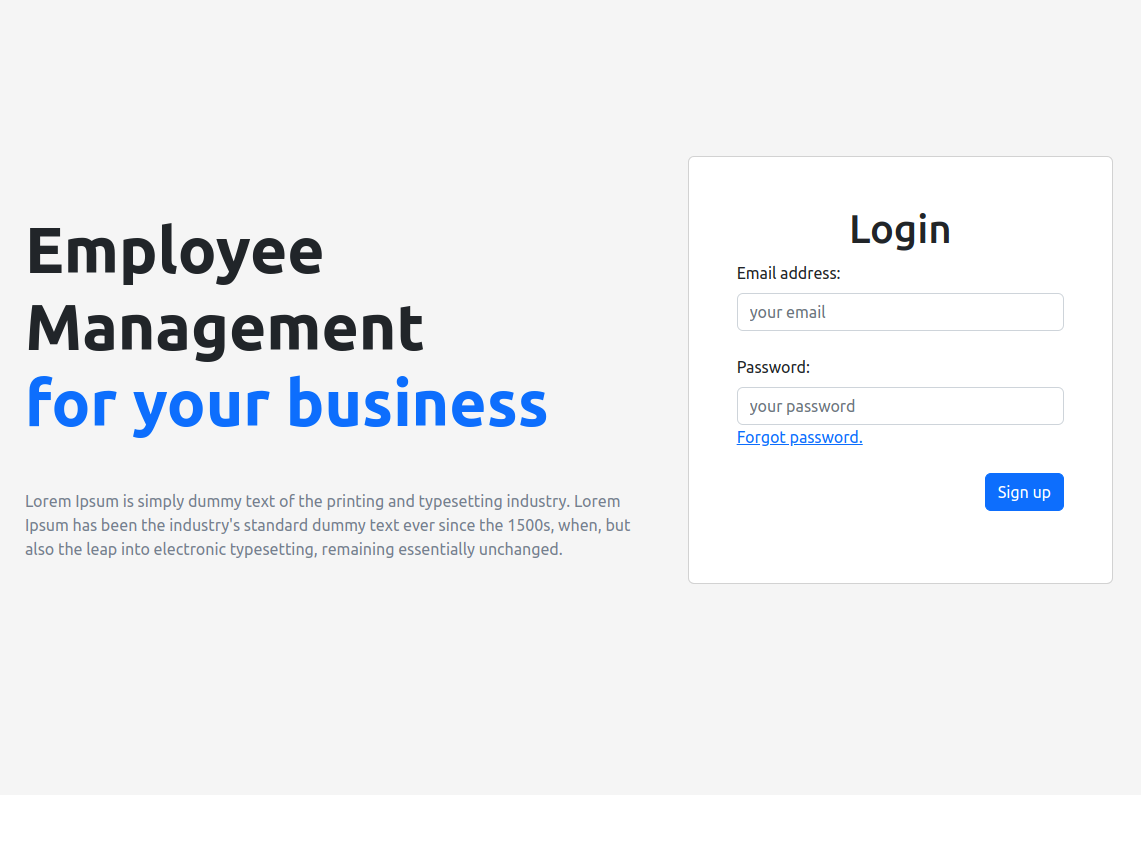 Employee
Management
for your business
Lorem Ipsum is simply dummy text of the printing and typesetting industry. Lorem
Ipsum has been the industry's standard dummy text ever since the 1500s, when, but
also the leap into electronic typesetting, remaining essentially unchanged.
Login
Email address:
your email
Password:
your password
Forgot password.
Sign up